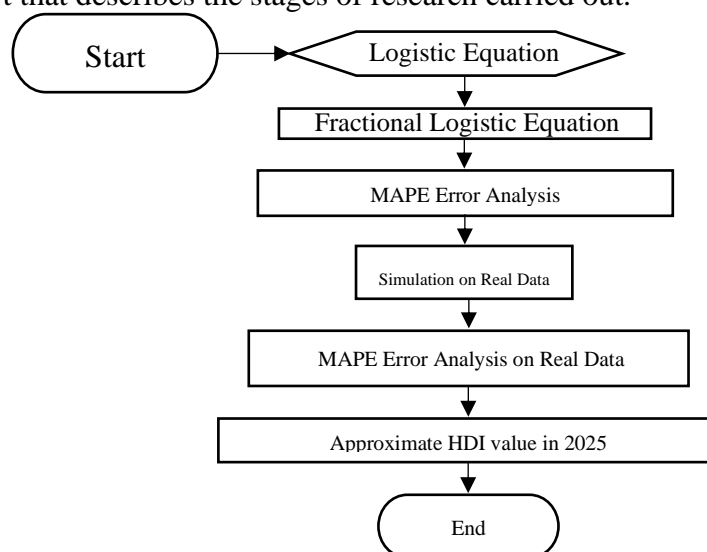 t that describes the stages of research carried out.
Start
Logistic Equation
Fractional Logistic Equation
MAPE Error Analysis
Simulation on Real Data
MAPE Error Analysis on Real Data
Approximate HDI value in 2025
End